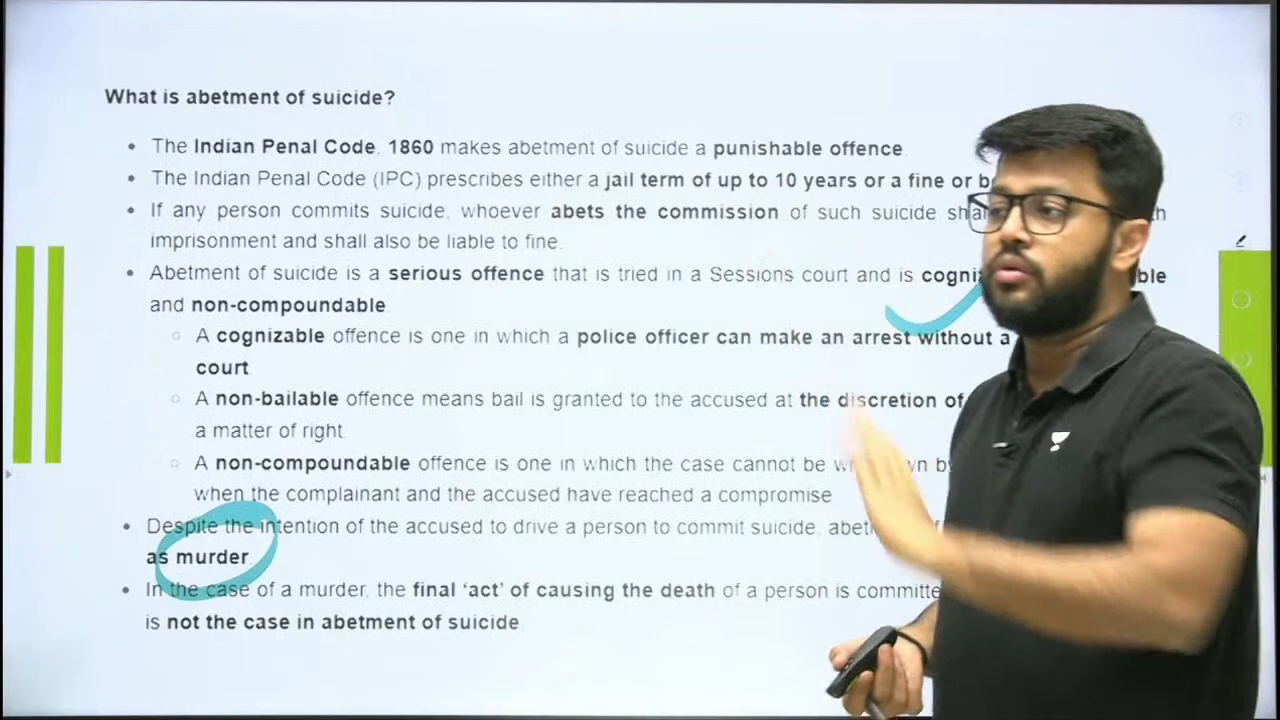 What is abetment of suicide?
The Indian Penal Code, 1860 makes abetment of suicide a punishable offence.
The Indian Penal Code (IPC) prescribes either a jail term of up to 10 years or a fine or
If any person commits suicide, whoever abets the commission of such suicide
imprisonment and shall also be liable to fine.
Abetment of suicide is a serious offence that is tried in a Sessions court and is
and non-compoundable.
A cognizable offence is one in which a police officer can make an arrest without a
court.
A non-bailable offence means bail is granted to the accused at the discretion of
a matter of right.
A non-compoundable offence is one in which the case cannot be
when the complainant and the accused have reached a compromise
Despite the intention of the accused to drive a person to commit suicide,
as murder.
In the case of a murder, the final ‘act’ of causing the death of a person is
is not the case in abetment of suicide